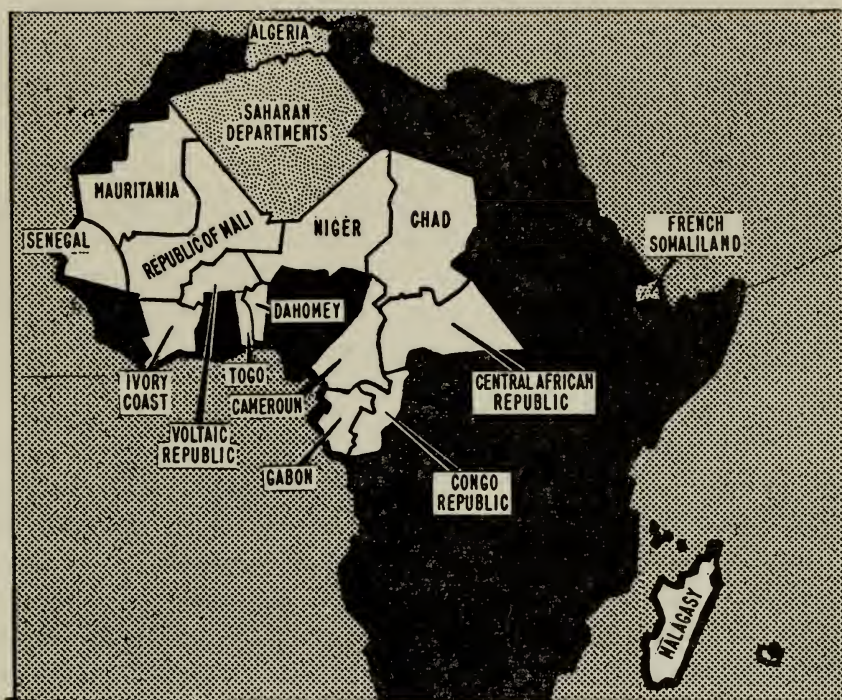 ALGERIA
SAHARAN
DEPARTMENTS
MAURITANIA
SENEGAL
REPUBLIC OF MALI
NIGER
CHAD
FRENCH
SOMALILAND
DAHOMEY
IVORY
COAST
TOGO
CAMEROUN
CENTRAL AFRICAN
REPUBLIC
VOLTAIC
REPUBLIC
GABON
CONGO
REPUBLIC
MALAGASY